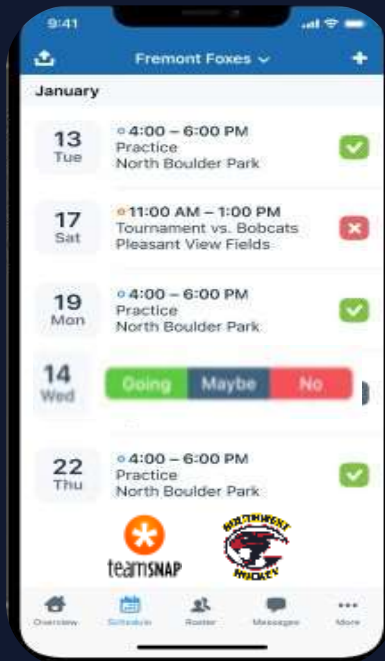 9:41
Fremont Foxes
January
13
Tue
4:00 – 6:00 PM
Practice
North Boulder Park
17
Sat
11:00 AM – 1:00 PM
Tournament vs. Bobcats
Pleasant View Fields
19
Mon
4:00 – 6:00 PM
Practice
North Boulder Park
14
Wed
Going Maybe No
22
Thu
4:00 – 6:00 PM
Practice
North Boulder Park
teamSNAP
SOUTHWEST
HOCKEY
Overview Schedule Roster Messages More